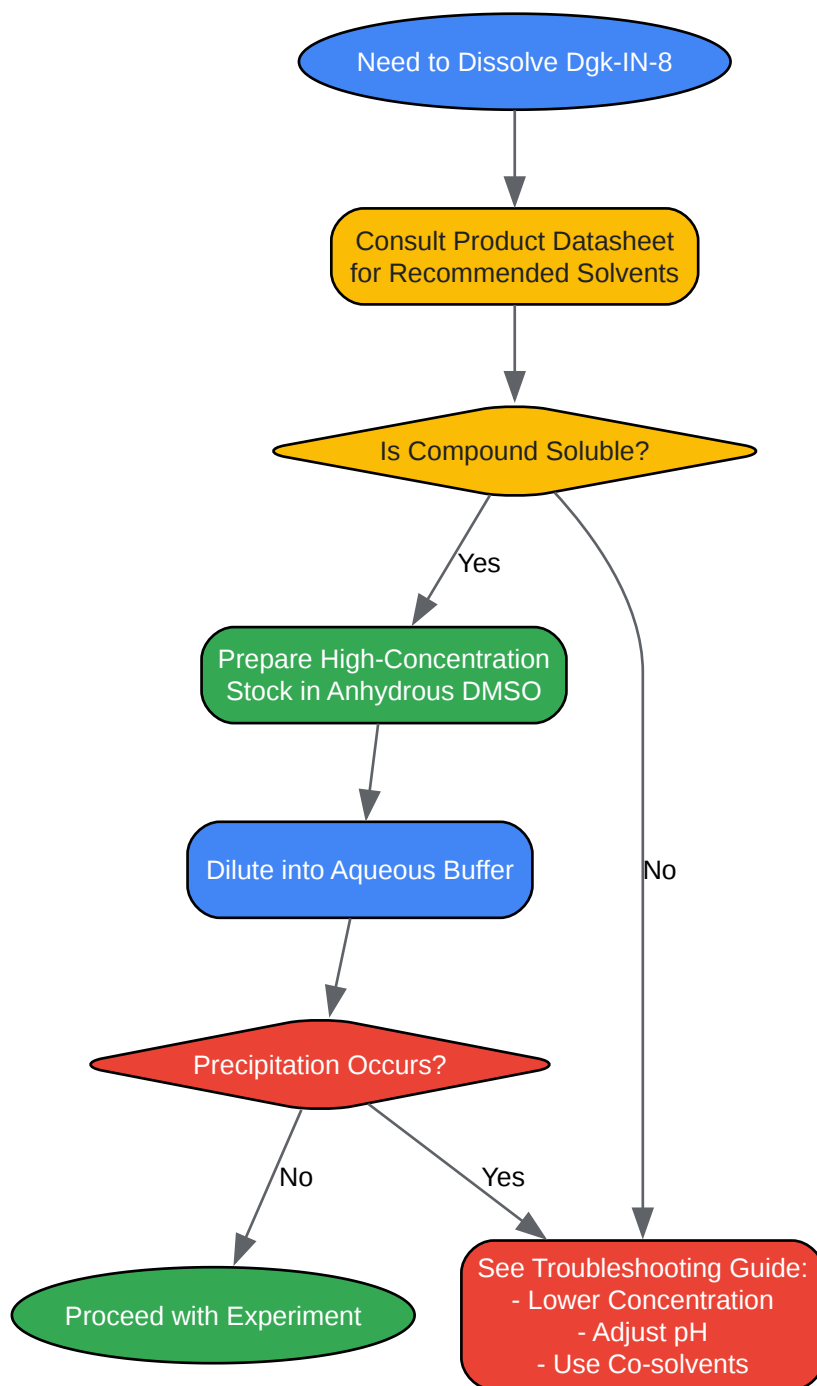 Need to Dissolve Dgk-IN-8
Consult Product Datasheet
for Recommended Solvents
Is Compound Soluble?
Yes
Prepare High-Concentration
Stock in Anhydrous DMSO
Dilute into Aqueous Buffer
No
Precipitation Occurs?
No
Yes
See Troubleshooting Guide:
- Lower Concentration
- Adjust pH
- Use Co-solvents
Proceed with Experiment